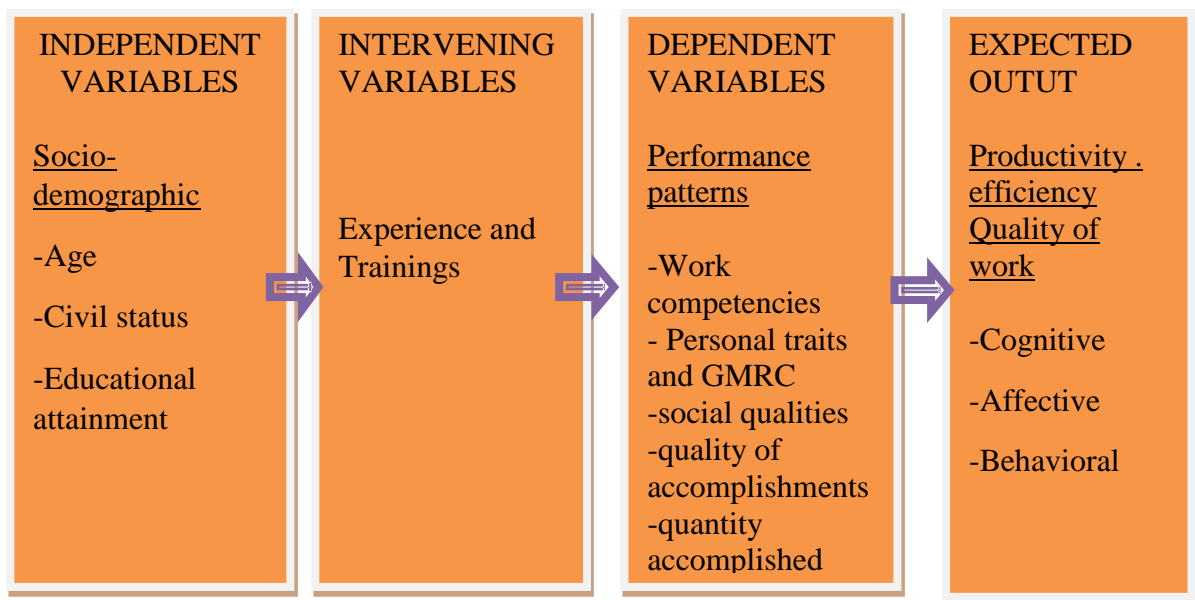 INDEPENDENT
VARIABLES
Socio-
demographic
-Age
-Civil status
-Educational
attainment
INTERVENING
VARIABLES
Experience and
Trainings
DEPENDENT
VARIABLES
Performance
patterns
-Work
competencies
- Personal traits
and GMRC
-social qualities
-quality of
accomplishments
-quantity
accomplished
EXPECTED
OUTUT
Productivity .
efficiency
Quality of
work
-Cognitive
-Affective
-Behavioral